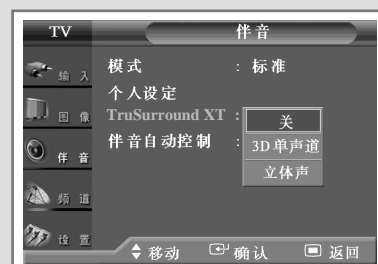 TV 伴音
输入 模式 : 标准
个人设定
图像 TruSurround XT : 关
伴音 伴音自动控制 : 3D单声道
立体声
频道
设置
移动 确认 返回